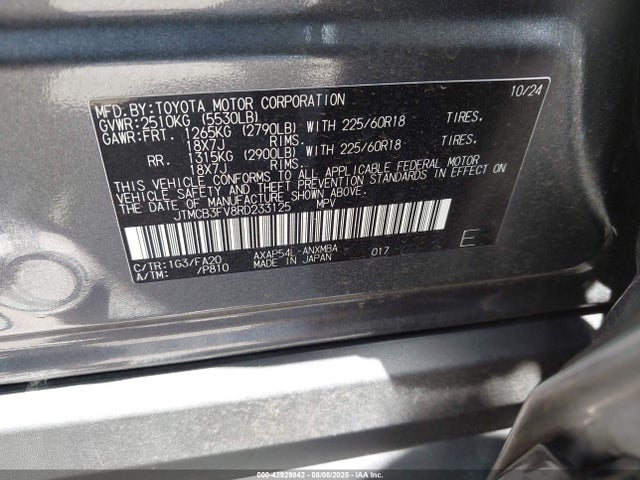 MFD.BY:TOYOTA MOTOR CORPORATION 10/24
GVWR:2510KG (5530LB)
GAWR:FRT. 1265KG (2790LB) WITH 225/60R18 TIRES.
18X7J RIMS.
RR. 1315KG (2900LB) WITH 225/60R18 TIRES.
18X7J RIMS.
THIS VEHICLE CONFORMS TO ALL APPLICABLE FEDERAL MOTOR
VEHICLE SAFETY AND THEFT PREVENTION STANDARDS IN EFFECT ON
THE DATE OF MANUFACTURE SHOWN ABOVE.
JTMCB3FV8RD233125 MPV
C/TR:1G3/FA20 AXAP54L-ANXMBA 017 E
A/TM: /P810 MADE IN JAPAN
000-42929842 - 08/08/2025 - IAAI.COM